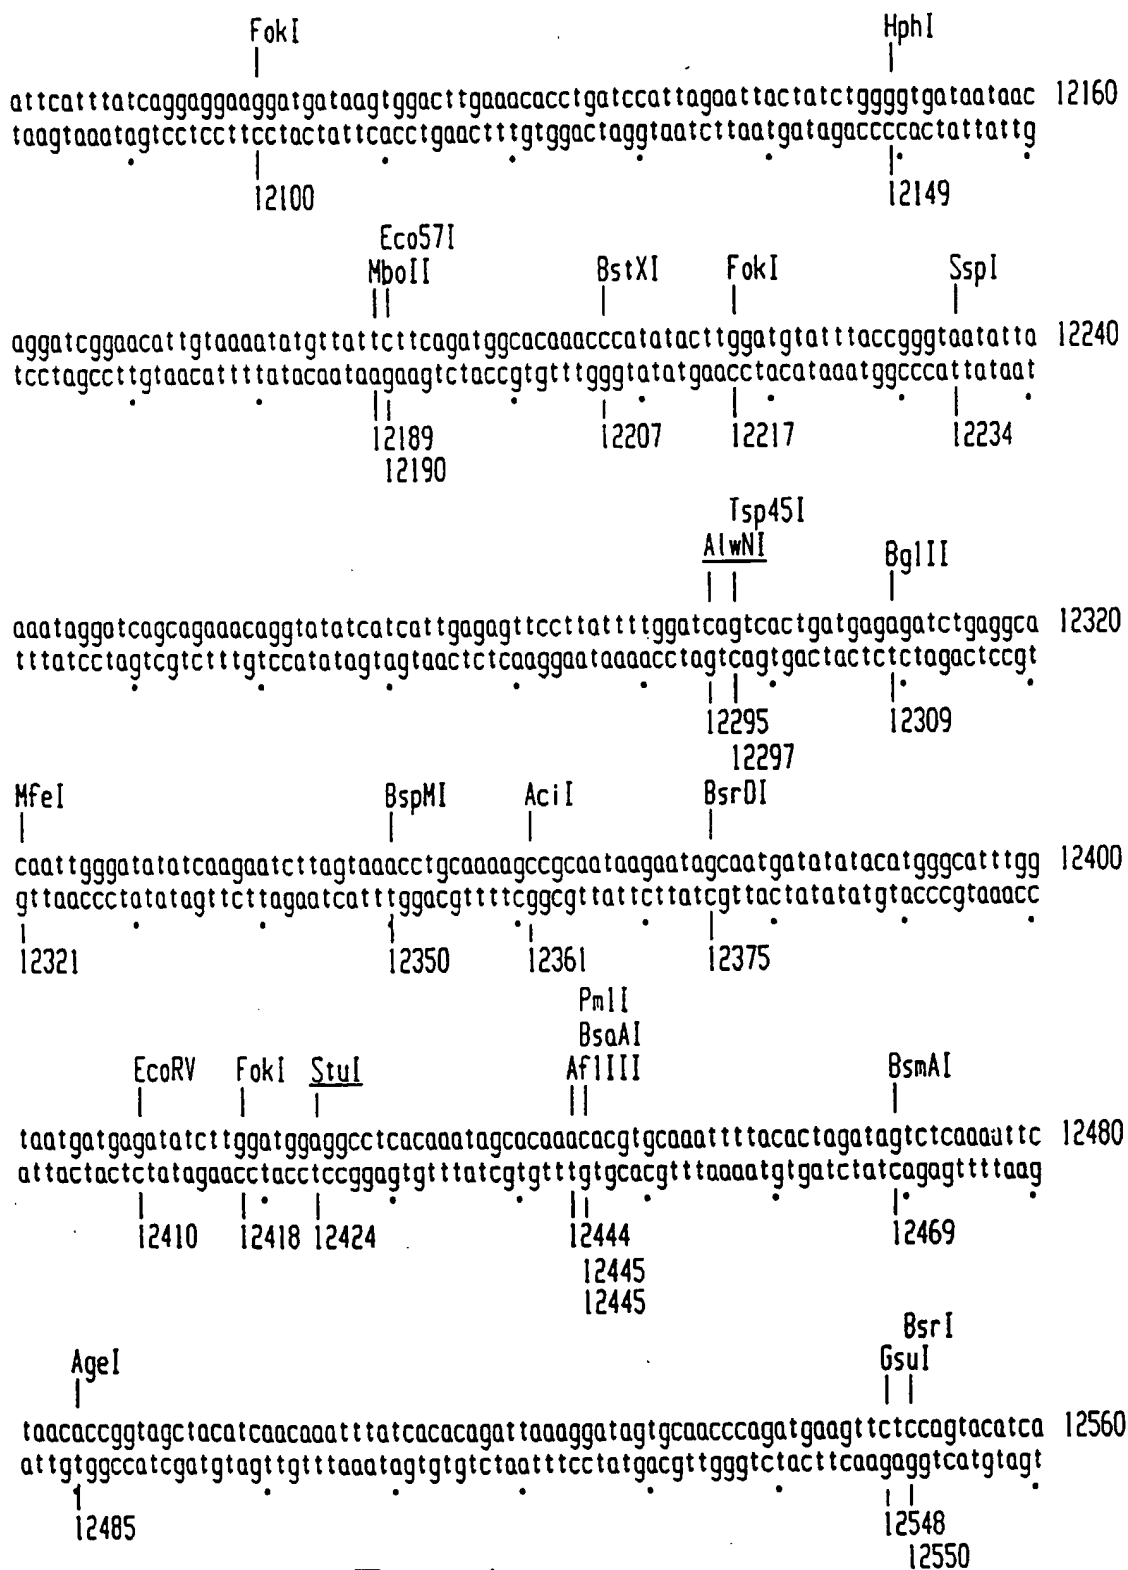 FokI HphI
attcatttatcaggaggaaggatgataagtggacttgaaacacctgatccattagaattactatctggggtgataataac 12160
taagtaaatagtcctccttcctactattcacctgaactttgtggactaggtaatcttaatgatagaccccactattattg
12100 12149
Eco57I
MboII BstXI FokI SspI
aggatcggaacattgtaaaatatgttattcttcagatggcacaaacccatatacttggatgtatttaccgggtaatatta 12240
tcctagccttgtaacattttatacaataagaagtctaccgtgtttgggtatatgaacctacataaatggcccattataat
12189 12207 12217 12234
12190
Tsp45I
AlwNI BglII
aaataggatcagcagaaacaggtatatcatcattgagagttccttattttggatcagtcactgatgagagatctgaggca 12320
tttatcctagtcgtctttgtccatatagtagtaactctcaaggaataaaacctagtcagtgactactctctagactccgt
12295 12309
12297
MfeI BspMI AciI BsrDI
caattgggatatatcaagaatcttagtaaacctgcaaaagccgcaataagaatagcaatgatatatacatgggcatttgg 12400
gttaaccctatatagttcttagaatcatttggacgttttcggcgttattcttatcgttactatatatgtacccgtaaacc
12321 12350 12361 12375
PmlI
BsaAI
EcoRV FokI StuI AflIII BsmAI
taatgatgagatatcttggatggaggcctcacaaatagcacaaacacgtgcaaattttacactagatagtctcaaaattc 12480
attactactctatagaacctacctccggagtgtttatcgtgtttgtgcacgtttaaaatgtgatctatcagagttttaag
12410 12418 12424 12444 12469
12445
12445
BsrI
AgeI GsuI
taacaccggtagctacatcaacaaatttatcacacagattaaaggatagtgcaacccagatgaagttctccagtacatca 12560
attgtggccatcgatgtagttgtttaaatagtgtgtctaatttcctatgacgttgggtctacttcaagaggtcatgtagt
12485 12548
12550